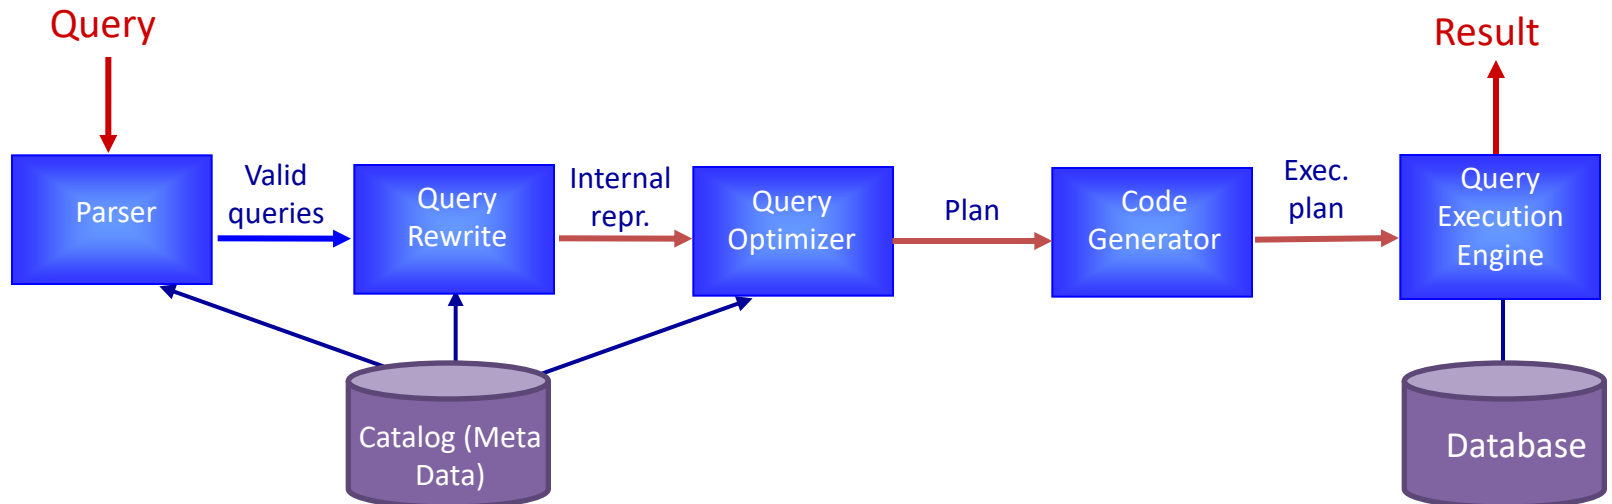 Query
Result
Parser
Valid
queries
Query
Rewrite
Internal
repr.
Query
Optimizer
Plan
Code
Generator
Exec.
plan
Query
Execution
Engine
Catalog (Meta
Data)
Database